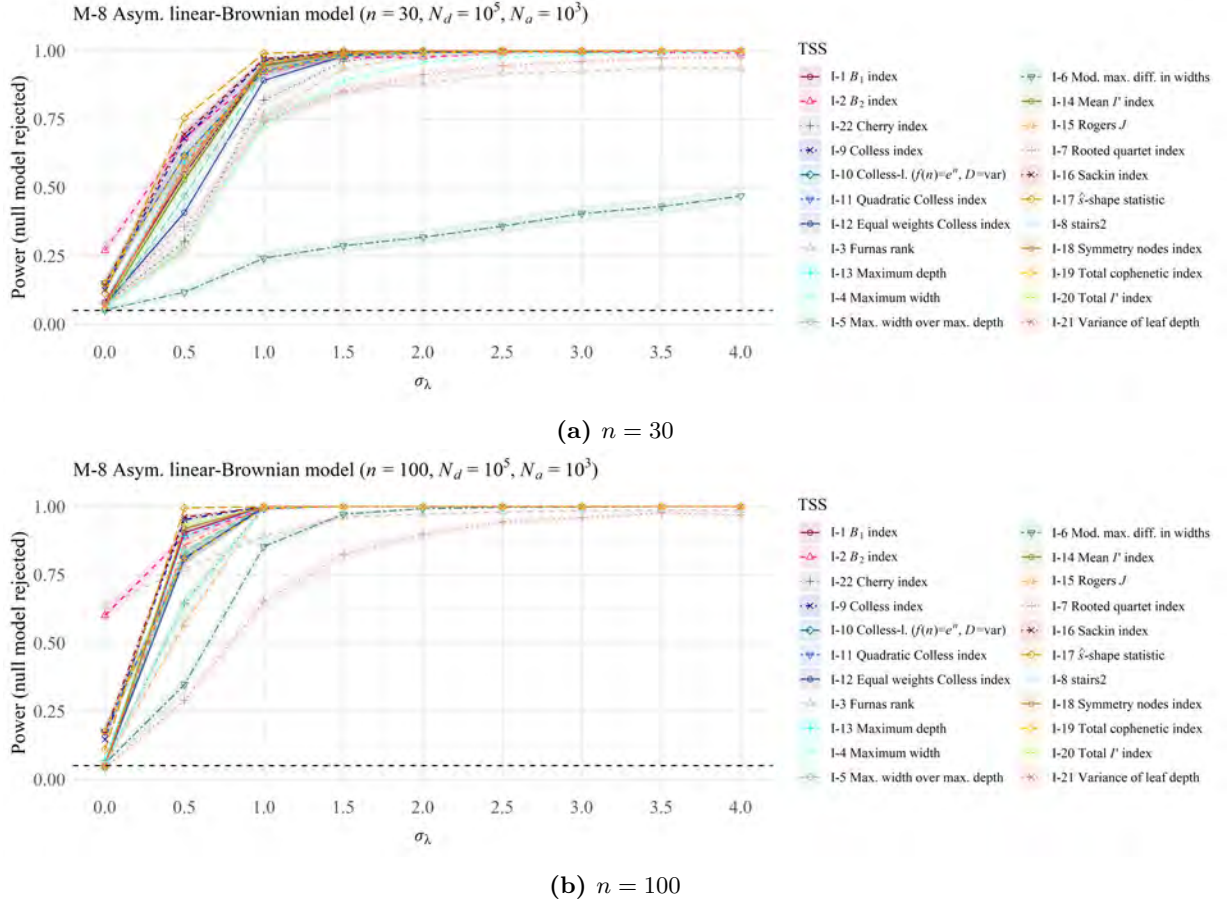 M-8 Asym. linear-Brownian model (n = 30, N_d = 10^5, N_a = 10^3)
Power (null model rejected)
1.00
0.75
0.50
0.25
0.00
0.0 0.5 1.0 1.5 2.0 2.5 3.0 3.5 4.0
σ_λ
TSS
I-1 B_1 index
I-2 B_2 index
I-22 Cherry index
I-9 Colless index
I-10 Colless-l. (f(n)=e^n, D=var)
I-11 Quadratic Colless index
I-12 Equal weights Colless index
I-3 Furnas rank
I-13 Maximum depth
I-4 Maximum width
I-5 Max. width over max. depth
I-6 Mod. max. diff. in widths
I-14 Mean I' index
I-15 Rogers J
I-7 Rooted quartet index
I-16 Sackin index
I-17 ŝ-shape statistic
I-8 stairs2
I-18 Symmetry nodes index
I-19 Total cophenetic index
I-20 Total I' index
I-21 Variance of leaf depth
(a) n = 30
M-8 Asym. linear-Brownian model (n = 100, N_d = 10^5, N_a = 10^3)
Power (null model rejected)
1.00
0.75
0.50
0.25
0.00
0.0 0.5 1.0 1.5 2.0 2.5 3.0 3.5 4.0
σ_λ
TSS
I-1 B_1 index
I-2 B_2 index
I-22 Cherry index
I-9 Colless index
I-10 Colless-l. (f(n)=e^n, D=var)
I-11 Quadratic Colless index
I-12 Equal weights Colless index
I-3 Furnas rank
I-13 Maximum depth
I-4 Maximum width
I-5 Max. width over max. depth
I-6 Mod. max. diff. in widths
I-14 Mean I' index
I-15 Rogers J
I-7 Rooted quartet index
I-16 Sackin index
I-17 ŝ-shape statistic
I-8 stairs2
I-18 Symmetry nodes index
I-19 Total cophenetic index
I-20 Total I' index
I-21 Variance of leaf depth
(b) n = 100